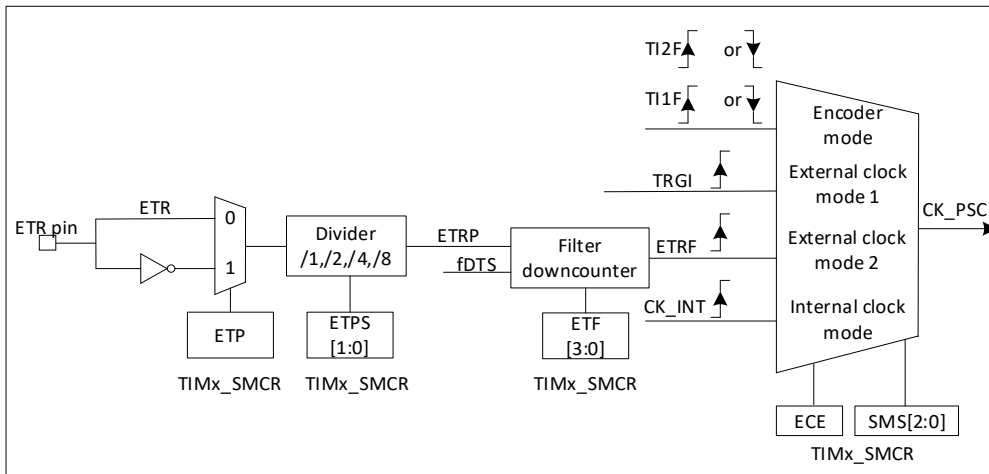 TI2F or
TI1F or
Encoder
mode
TRGI
External clock
mode 1
CK_PSC
ETR pin
ETR
0
1
Divider
/1,/2,/4,/8
ETRP
fDTS
Filter
downcounter
ETRF
External clock
mode 2
CK_INT
Internal clock
mode
ETP
TIMx_SMCR
ETPS
[1:0]
TIMx_SMCR
ETF
[3:0]
TIMx_SMCR
ECE
SMS[2:0]
TIMx_SMCR